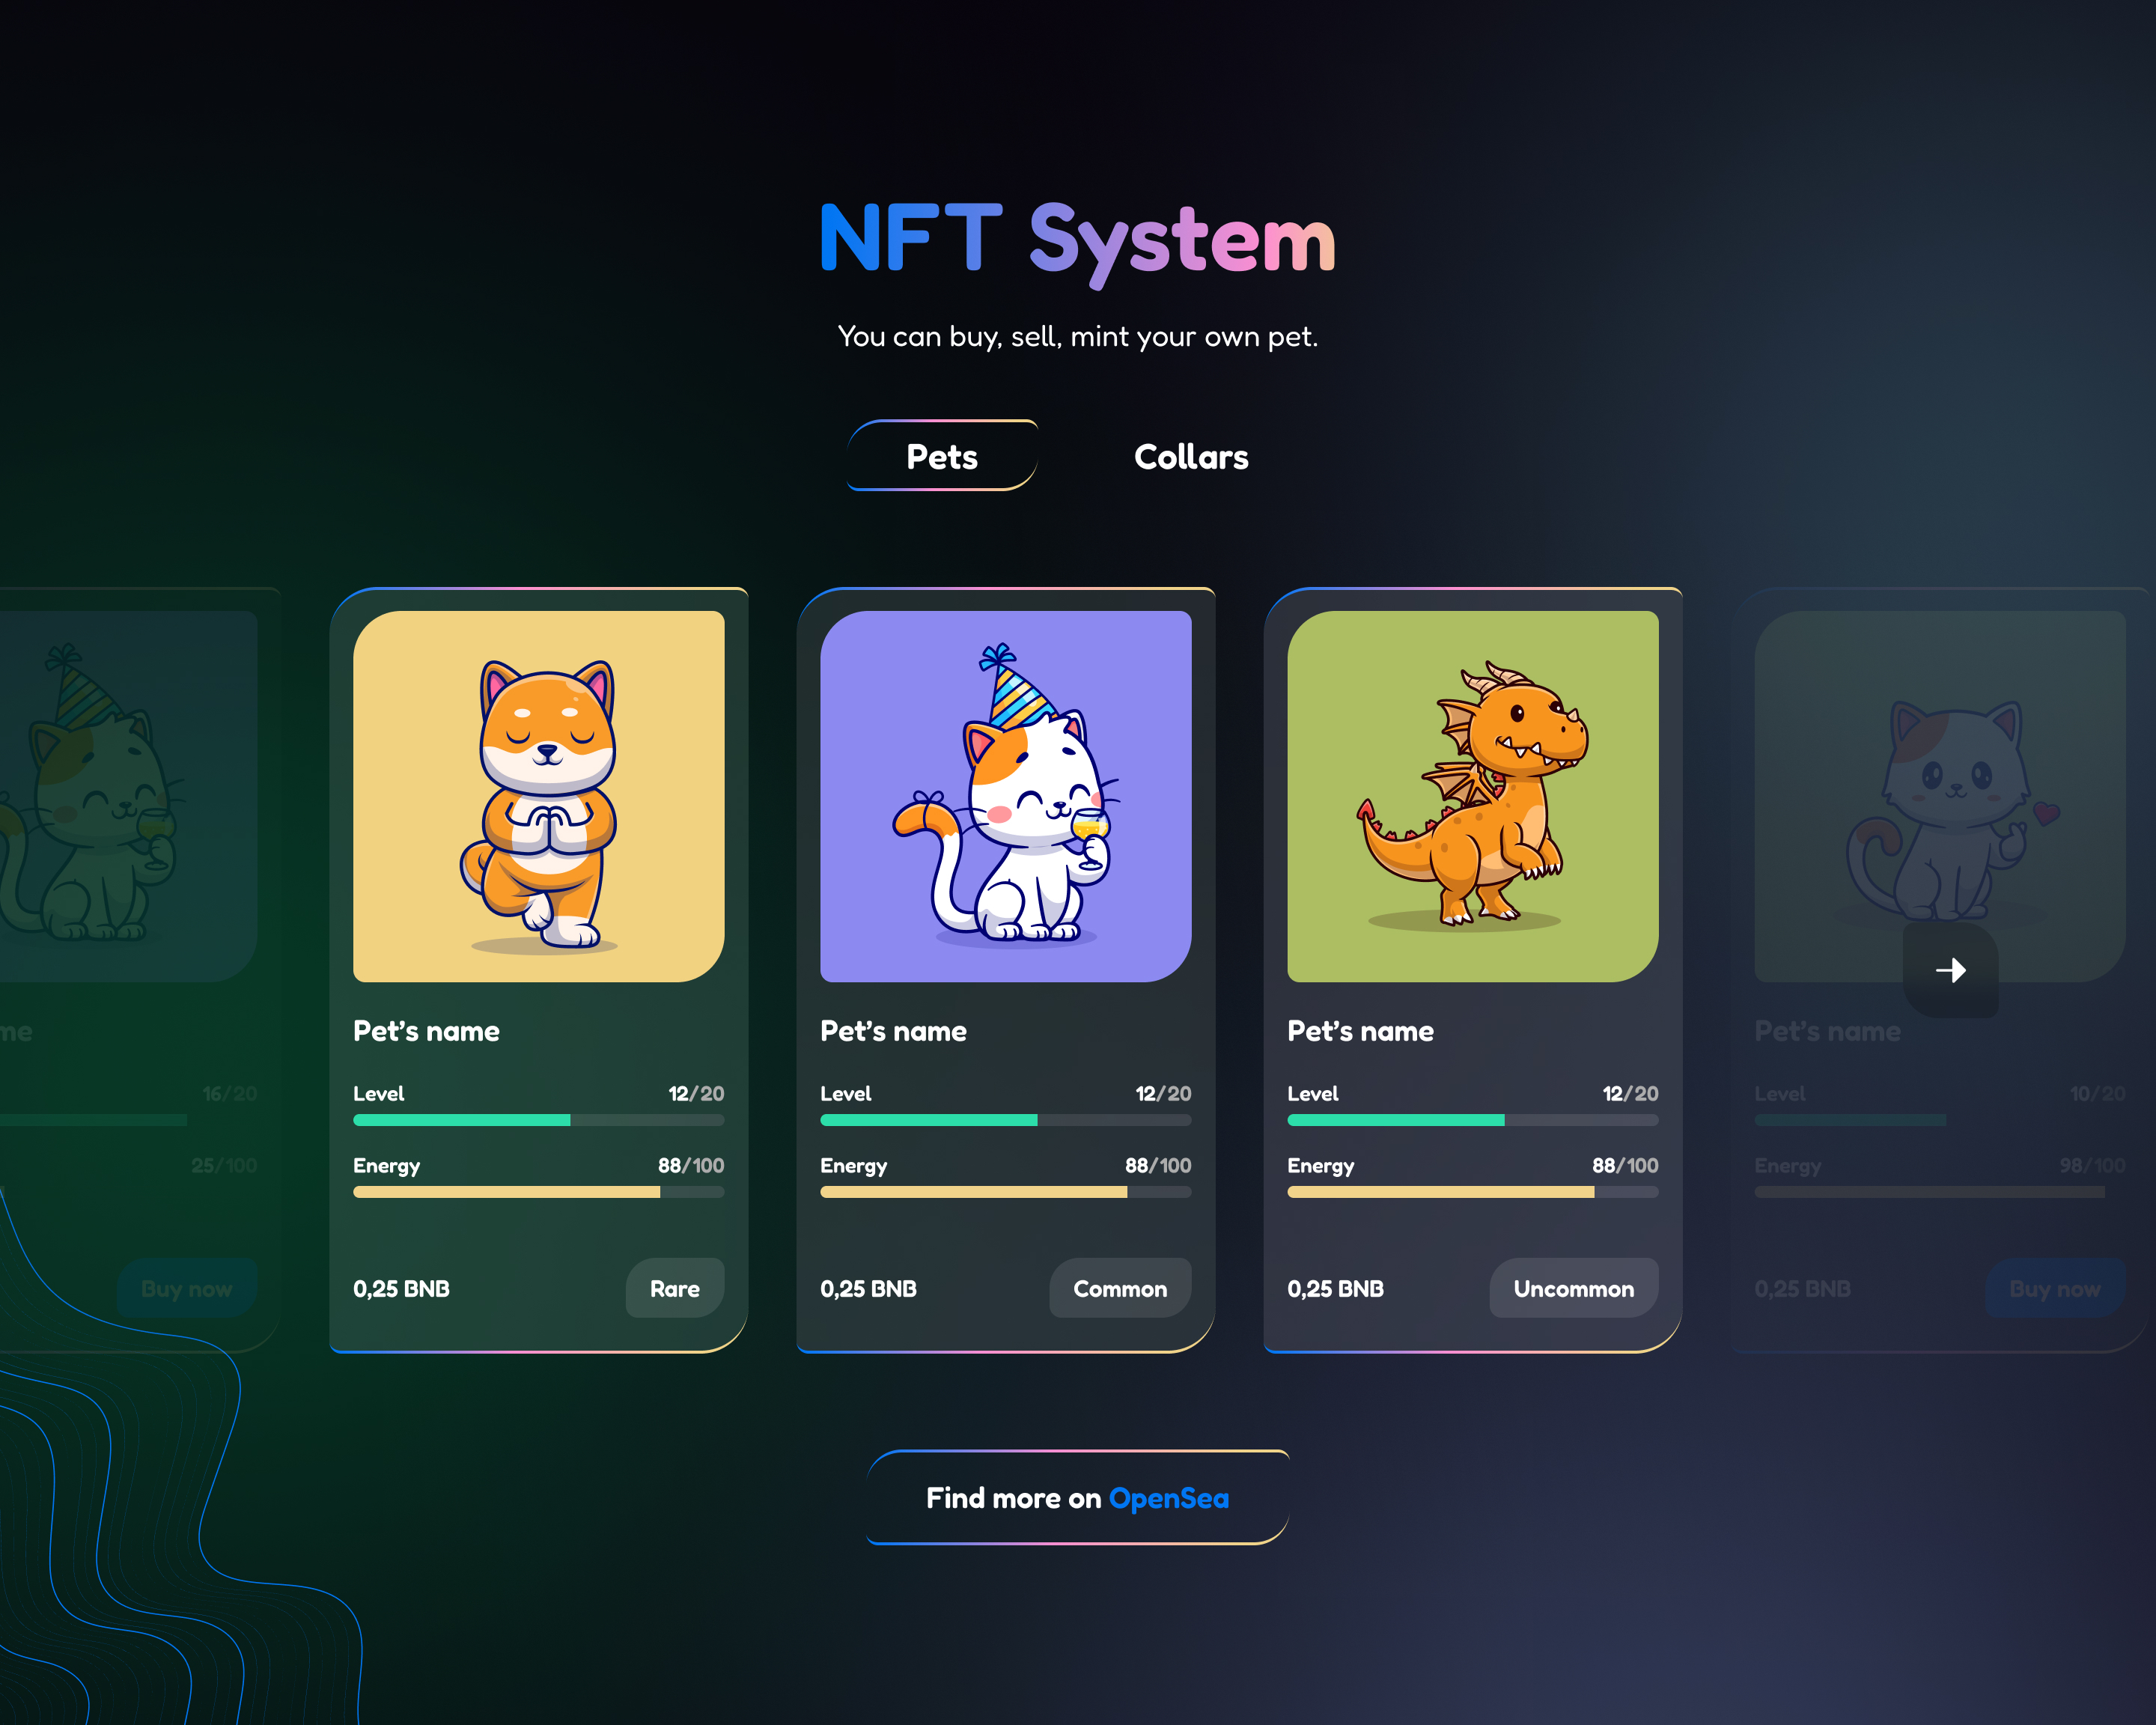 NFT System
You can buy, sell, mint your own pet.
Pets
Collars
me
16/20
25/100
Buy now
Pet's name
Level 12/20
Energy 88/100
0,25 BNB
Rare
Pet's name
Level 12/20
Energy 88/100
0,25 BNB
Common
Pet's name
Level 12/20
Energy 88/100
0,25 BNB
Uncommon
Pet's name
Level 10/20
Energy 98/100
0,25 BNB
Buy now
Find more on OpenSea